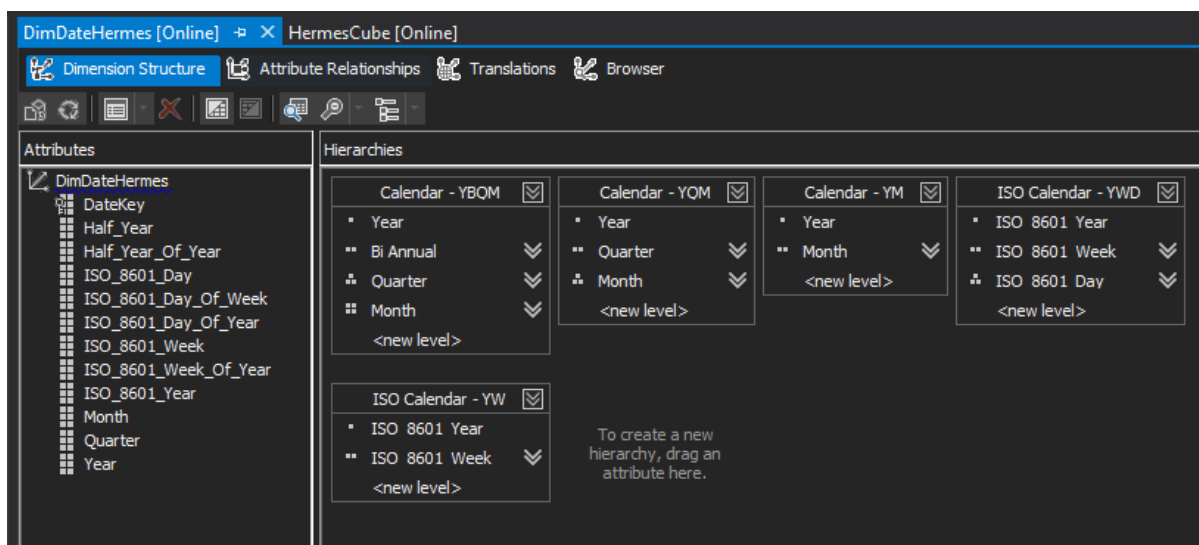 DimDateHermes [Online] HermesCube [Online]
Dimension Structure Attribute Relationships Translations Browser
Attributes
DimDateHermes
DateKey
Half_Year
Half_Year_Of_Year
ISO_8601_Day
ISO_8601_Day_Of_Week
ISO_8601_Day_Of_Year
ISO_8601_Week
ISO_8601_Week_Of_Year
ISO_8601_Year
Month
Quarter
Year
Hierarchies
Calendar - YBQM
Year
Bi Annual
Quarter
Month
<new level>
Calendar - YQM
Year
Quarter
Month
<new level>
Calendar - YM
Year
Month
<new level>
ISO Calendar - YWD
ISO 8601 Year
ISO 8601 Week
ISO 8601 Day
<new level>
ISO Calendar - YW
ISO 8601 Year
ISO 8601 Week
<new level>
To create a new
hierarchy, drag an
attribute here.